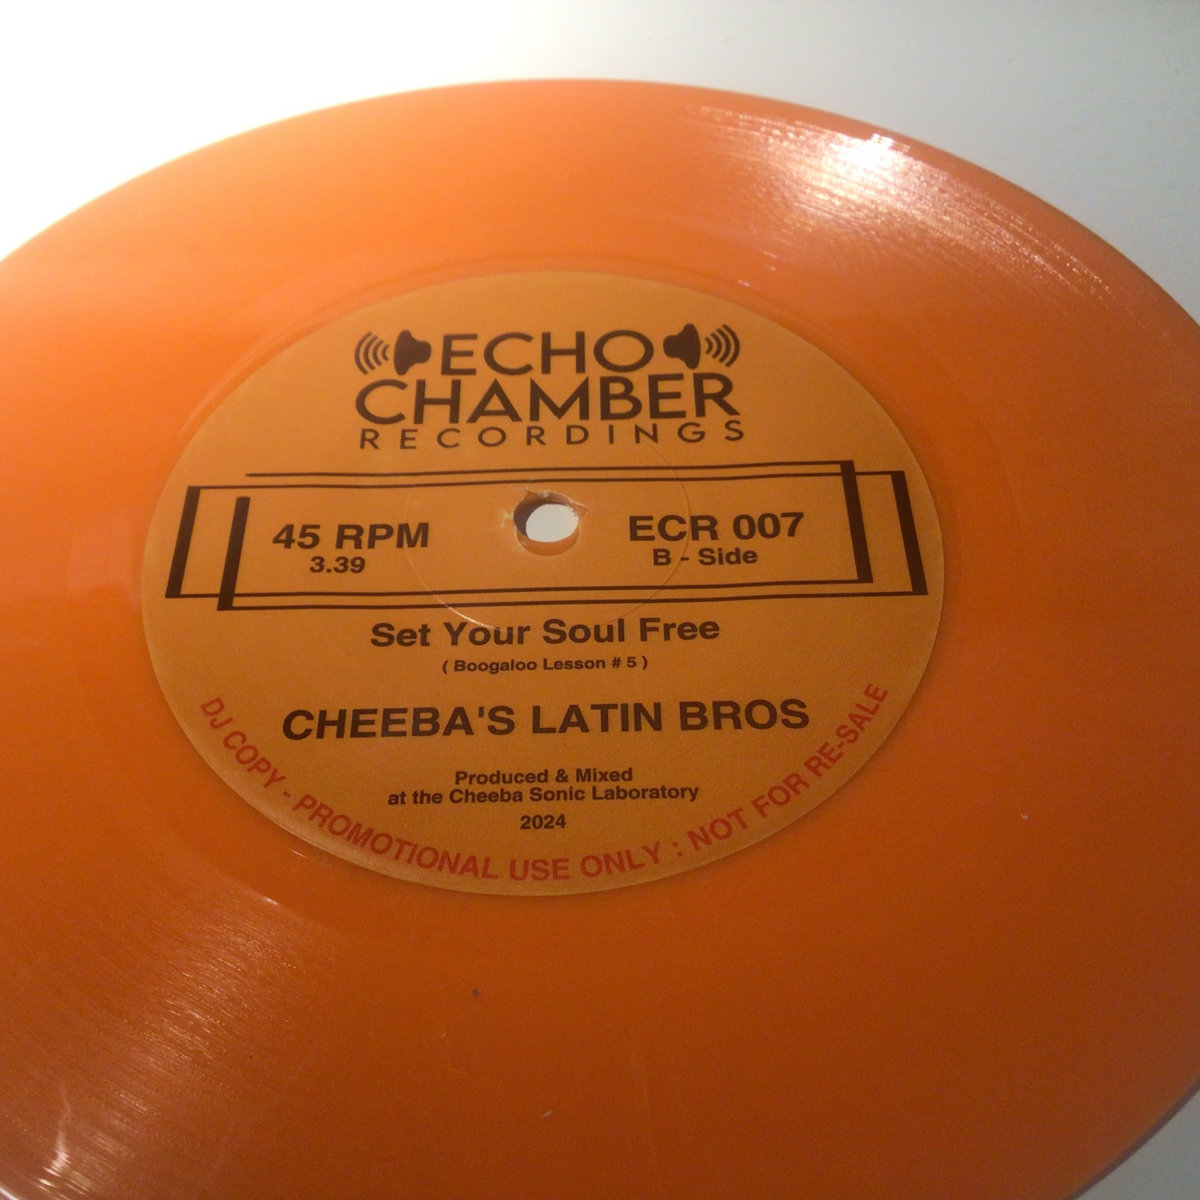 ECHO
CHAMBER
RECORDINGS
45 RPM
3.39
ECR 007
B - Side
Set Your Soul Free
( Boogaloo Lesson # 5 )
CHEEBA'S LATIN BROS
Produced & Mixed
at the Cheeba Sonic Laboratory
2024
DJ COPY - PROMOTIONAL USE ONLY : NOT FOR RE-SALE